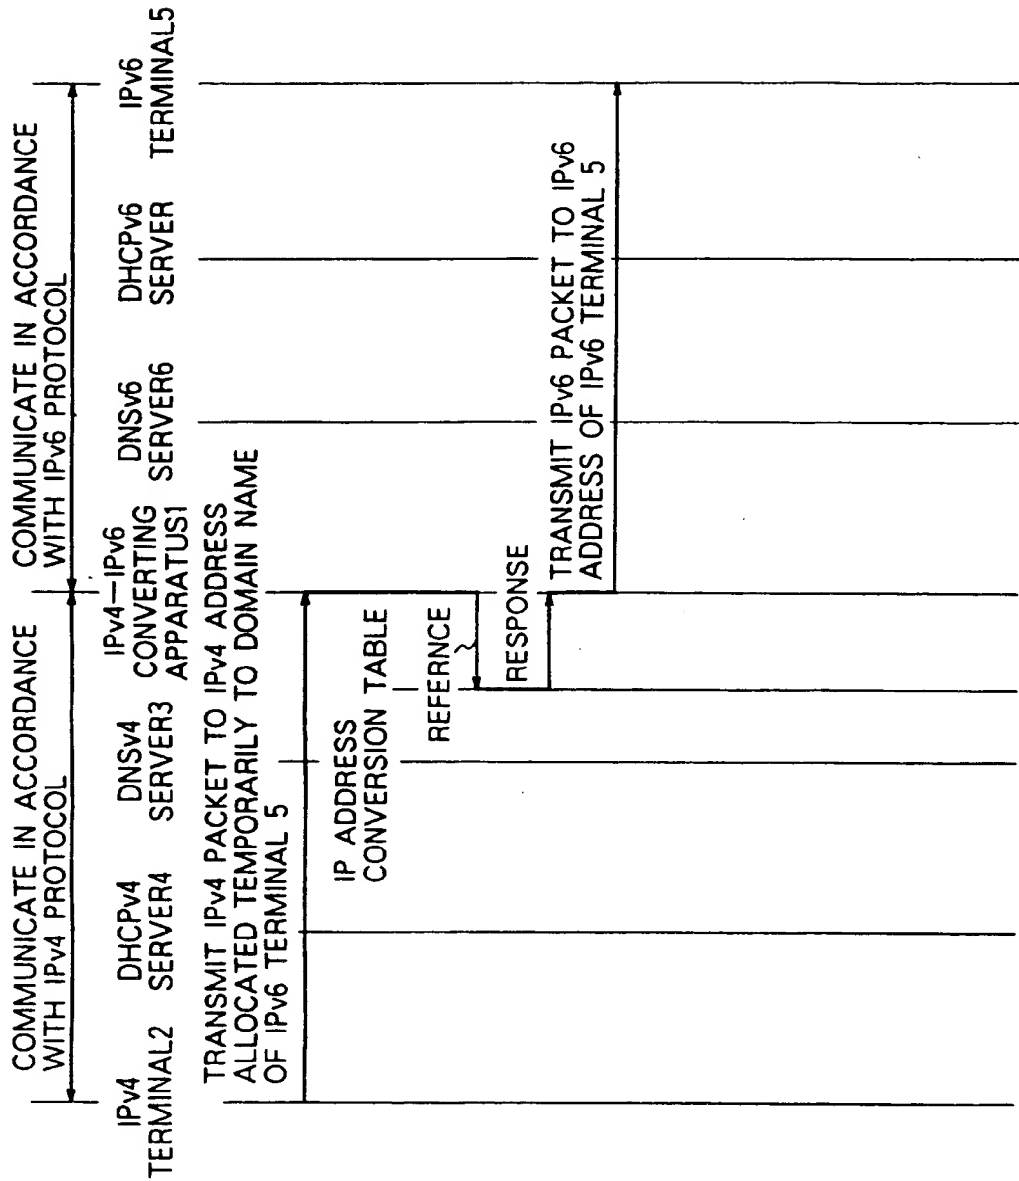 COMMUNICATE IN ACCORDANCE
WITH IPv4 PROTOCOL
COMMUNICATE IN ACCORDANCE
WITH IPv6 PROTOCOL
IPv4
TERMINAL2
DHCPv4
SERVER4
DNSv4
SERVER3
IPv4-IPv6
CONVERTING
APPARATUS1
DNSv6
SERVER6
DHCPv6
SERVER
IPv6
TERMINAL5
TRANSMIT IPv4 PACKET TO IPv4 ADDRESS
ALLOCATED TEMPORARILY TO DOMAIN NAME
OF IPv6 TERMINAL 5
IP ADDRESS
CONVERSION TABLE
REFERNCE
RESPONSE
TRANSMIT IPv6 PACKET TO IPv6
ADDRESS OF IPv6 TERMINAL 5